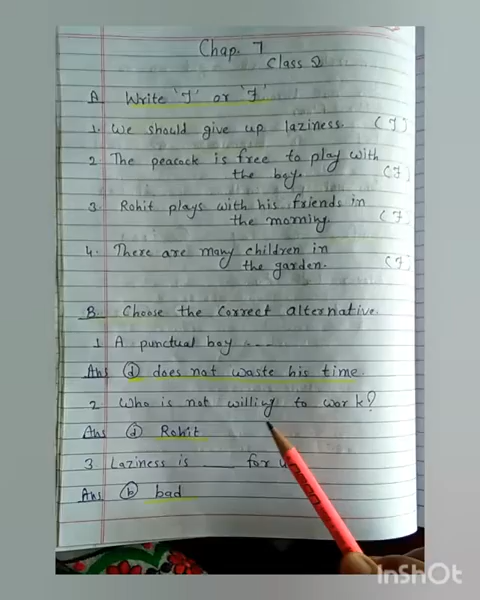 Chap. 7
Class 2
A. Write 'T' or 'F'
1. We should give up laziness. (T)
2. The peacock is free to play with
the boy. (F)
3. Rohit plays with his friends in
the morning. (F)
4. There are many children in
the garden. (F)
B. Choose the correct alternative.
1 A punctual boy ----
Ans (d) does not waste his time.
2 Who is not willing to work?
Ans (d) Rohit
3 Laziness is ____ for
Ans (b) bad
InShOt